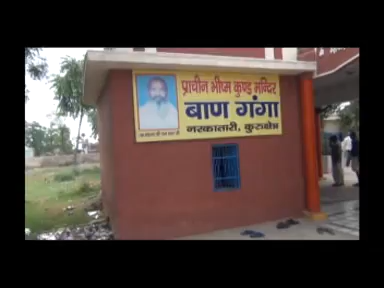 प्राचीन भीष्म कुण्ड मन्दिर
बाण गंगा
नरकातारी, कुरुक्षेत्र